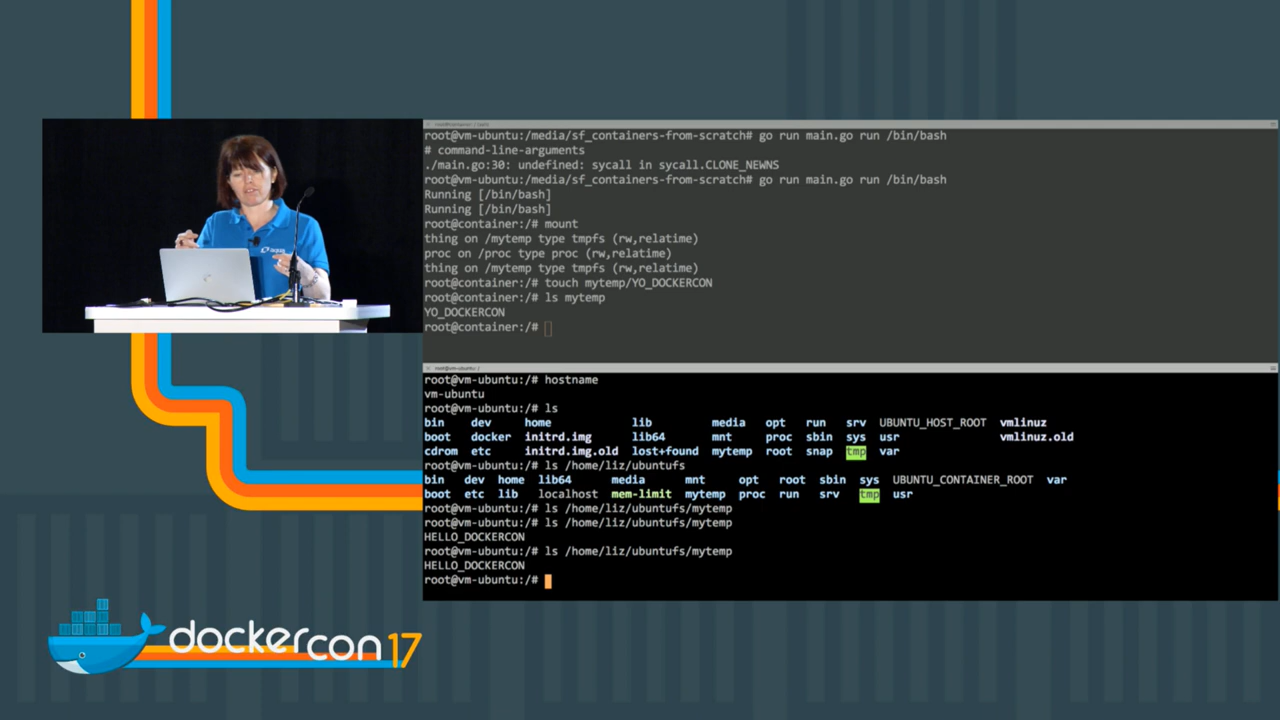 root@vm-ubuntu:/media/sf_containers-from-scratch# go run main.go run /bin/bash
# command-line-arguments
./main.go:30: undefined: sycall in sycall.CLONE_NEWNS
root@vm-ubuntu:/media/sf_containers-from-scratch# go run main.go run /bin/bash
Running [/bin/bash]
Running [/bin/bash]
root@container:/# mount
thing on /mytemp type tmpfs (rw,relatime)
proc on /proc type proc (rw,relatime)
thing on /mytemp type tmpfs (rw,relatime)
root@container:/# touch mytemp/YO_DOCKERCON
root@container:/# ls mytemp
YO_DOCKERCON
root@container:/#
root@vm-ubuntu:/# hostname
vm-ubuntu
root@vm-ubuntu:/# ls
bin dev home lib media opt run srv UBUNTU_HOST_ROOT vmlinuz
boot docker initrd.img lib64 mnt proc sbin sys usr vmlinuz.old
cdrom etc initrd.img.old lost+found mytemp root snap tmp var
root@vm-ubuntu:/# ls /home/liz/ubuntufs
bin dev home lib64 media mnt opt root sbin sys UBUNTU_CONTAINER_ROOT var
boot etc lib localhost mem-limit mytemp proc run srv tmp usr
root@vm-ubuntu:/# ls /home/liz/ubuntufs/mytemp
root@vm-ubuntu:/# ls /home/liz/ubuntufs/mytemp
HELLO_DOCKERCON
root@vm-ubuntu:/# ls /home/liz/ubuntufs/mytemp
HELLO_DOCKERCON
root@vm-ubuntu:/#
dockercon 17